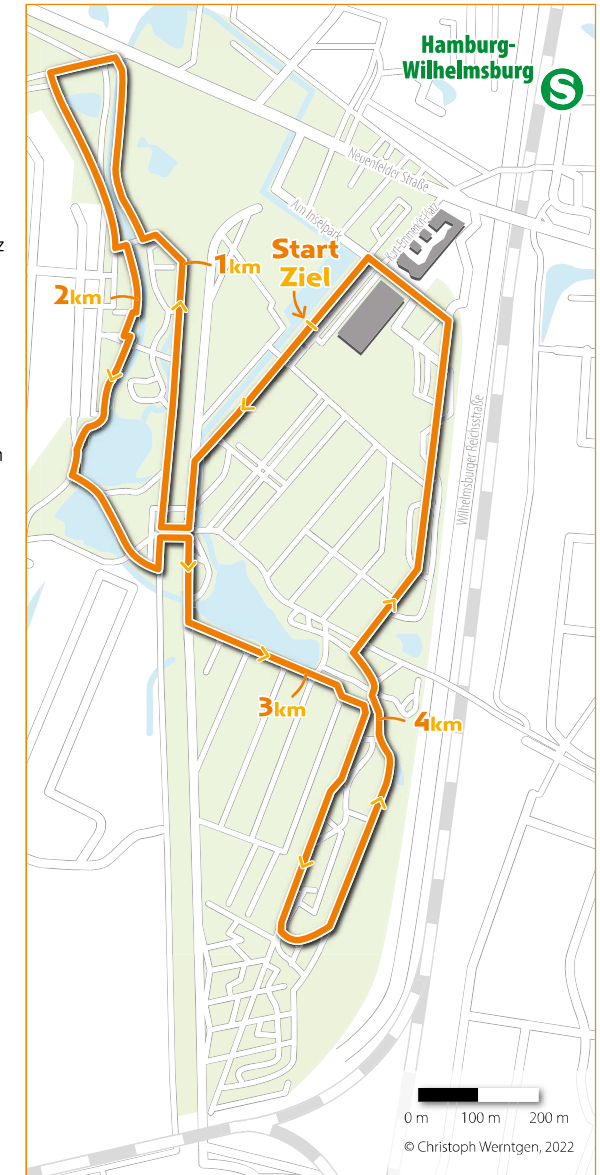 Hamburg-
Wilhelmsburg
S
Neuenfelder Straße
Am Inselpark
z
Start
Ziel
1km
2km
n
Wilhelmsburger Reichsstraße
3km
4km
0 m 100 m 200 m
© Christoph Werntgen, 2022